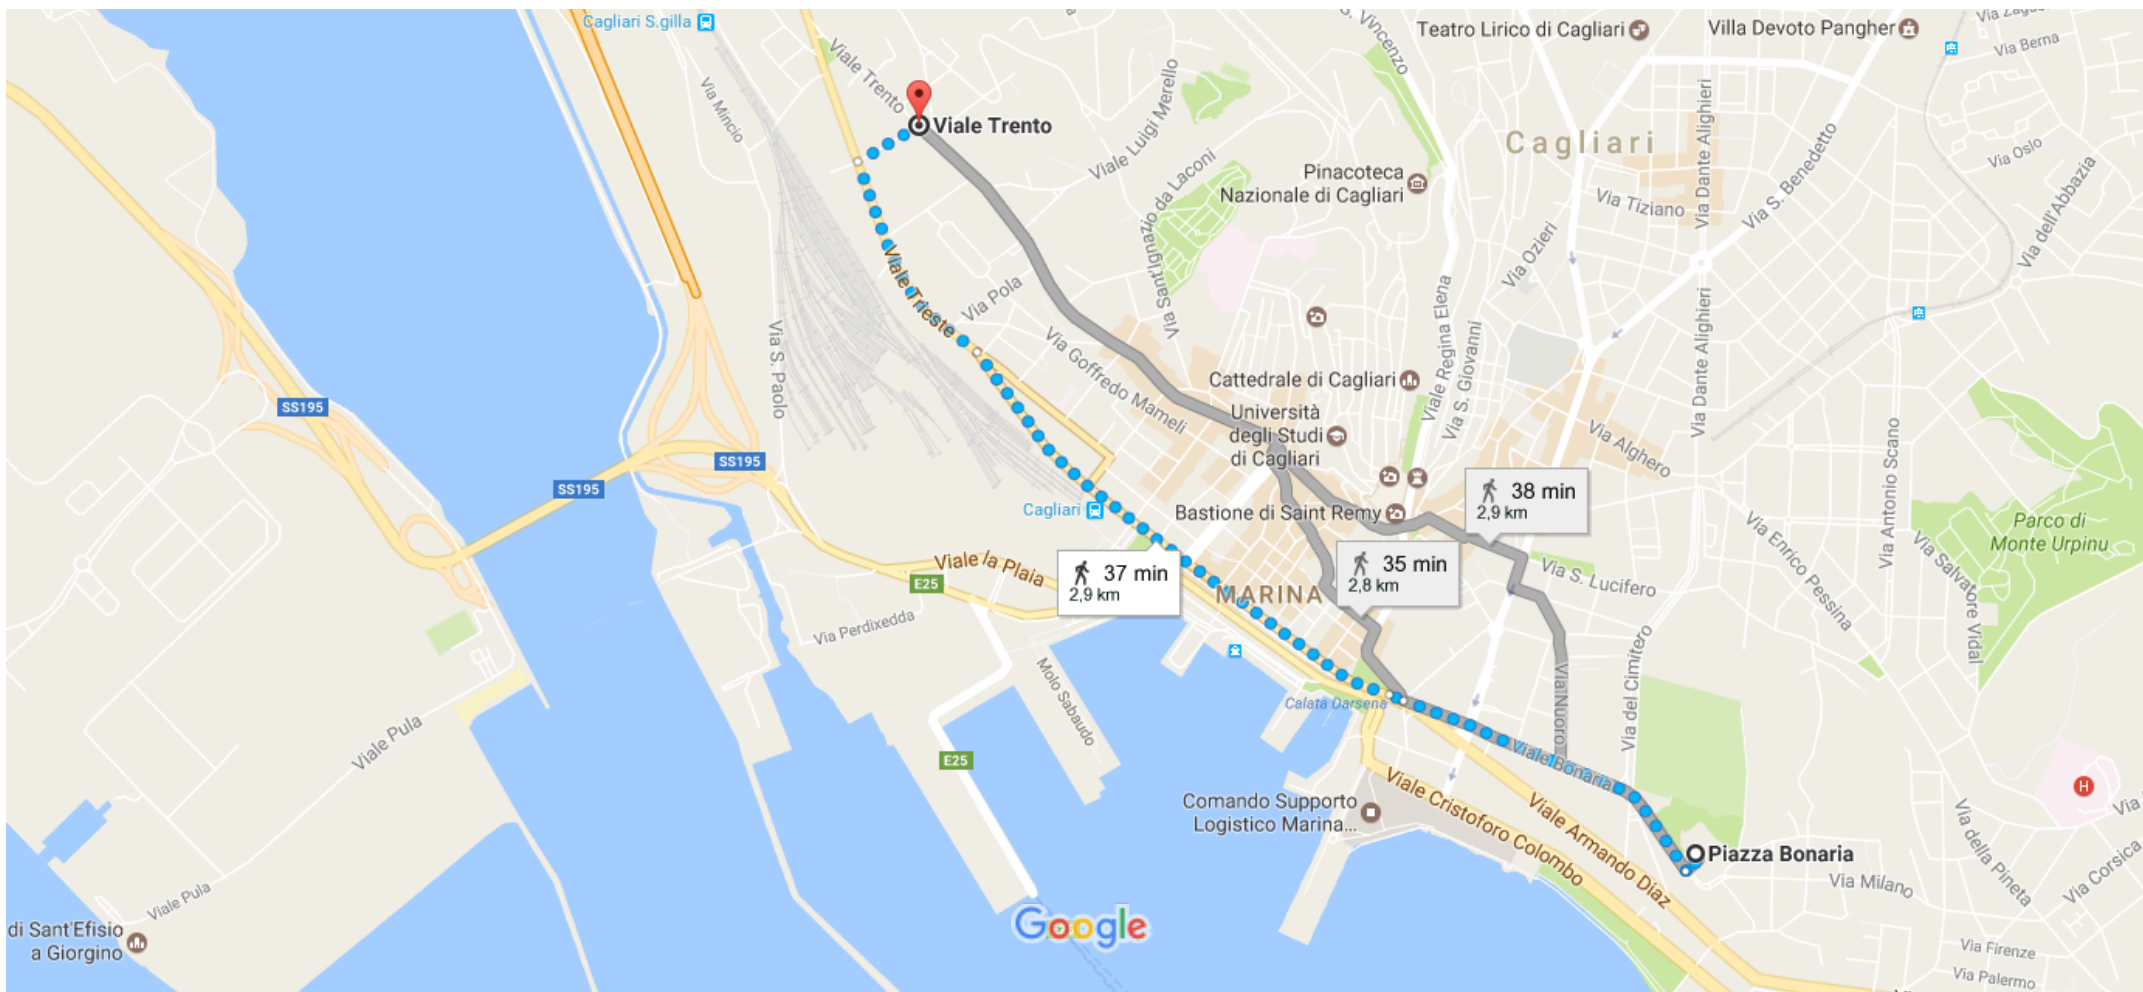 Cagliari S.gilla
Viale Trento
Via Mincio
Viale Trento
Viale Luigi Merello
Via Sant'Ignazio da Laconi
S. Vincenzo
Teatro Lirico di Cagliari
Villa Devoto Pangher
Via Berna
Cagliari
Via Oslo
Via dell'Abbazia
Pinacoteca
Nazionale di Cagliari
Via Tiziano
Via Dante Alighieri
Via S. Benedetto
Via Ozieri
Viale Trieste
Via Pola
Via S. Paolo
Via Goffredo Mameli
Viale Regina Elena
Via S. Giovanni
Via Dante Alighieri
Cattedrale di Cagliari
Università
degli Studi
di Cagliari
SS195
SS195
SS195
Via Alghero
Via Antonio Scano
Cagliari
Bastione di Saint Remy
38 min
2,9 km
35 min
2,8 km
37 min
2,9 km
Parco di
Monte Urpinu
Via Enrico Pessina
Via Salvatore Vidal
Via S. Lucifero
Viale la Plaia
E25
MARINA
Via Perdixedda
Molo Sabaudo
Via del Cimitero
Via Nuoro
Calata Darsena
Viale Bonaria
Viale Pula
E25
H
Comando Supporto
Logistico Marina...
Viale Cristoforo Colombo
Viale Armando Diaz
Piazza Bonaria
Via Milano
Via della Pineta
Via Corsica
Via
Viale Pula
di Sant'Efisio
a Giorgino
Google
Via Firenze
Via Palermo